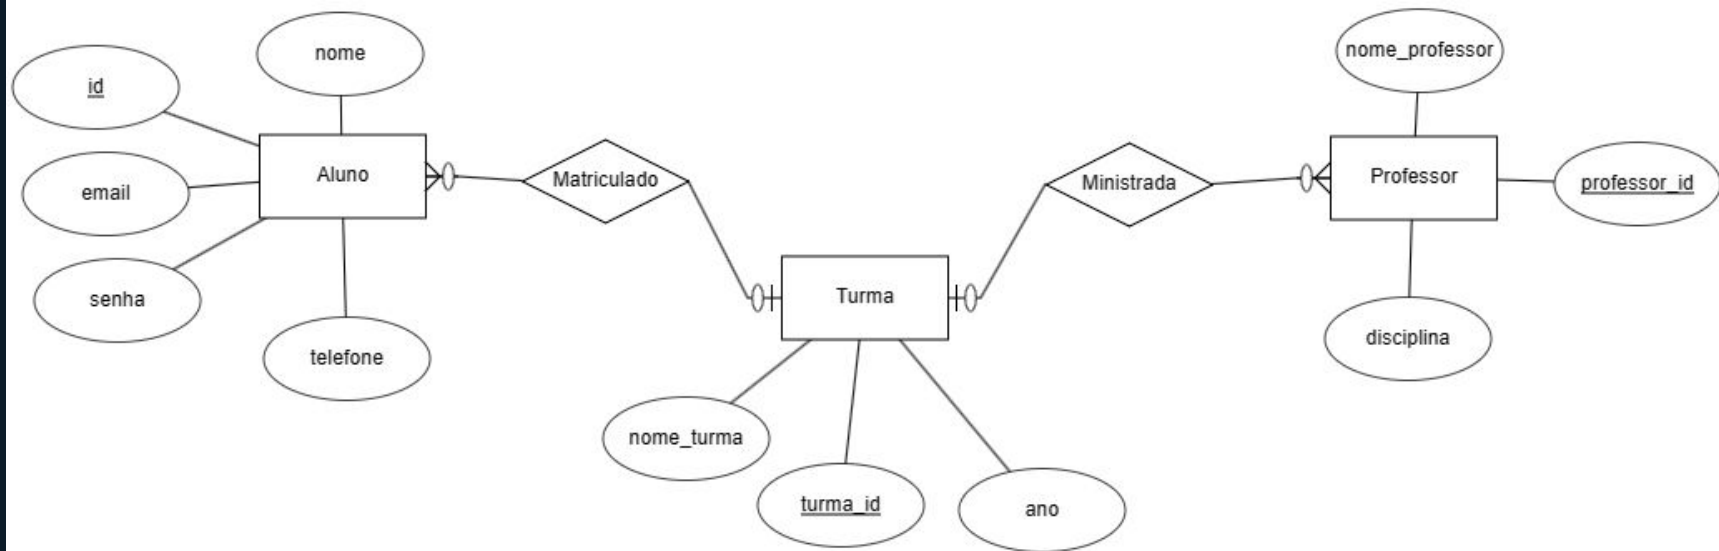 nome
nome_professor
id
Aluno
Matriculado
Ministrada
Professor
professor_id
email
senha
Turma
telefone
disciplina
nome_turma
turma_id
ano